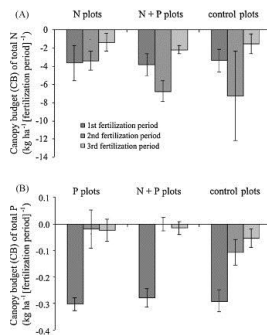 (A)
N plots
N + P plots
control plots
Canopy budget (CB) of total N
(kg ha⁻¹ [fertilization period]⁻¹)
0
-2
-4
-6
-8
-10
-12
-14
1st fertilization period
2nd fertilization period
3rd fertilization period
(B)
P plots
N + P plots
control plots
Canopy budget (CB) of total P
(kg ha⁻¹ [fertilization period]⁻¹)
0.0
-0.1
-0.2
-0.3
-0.4